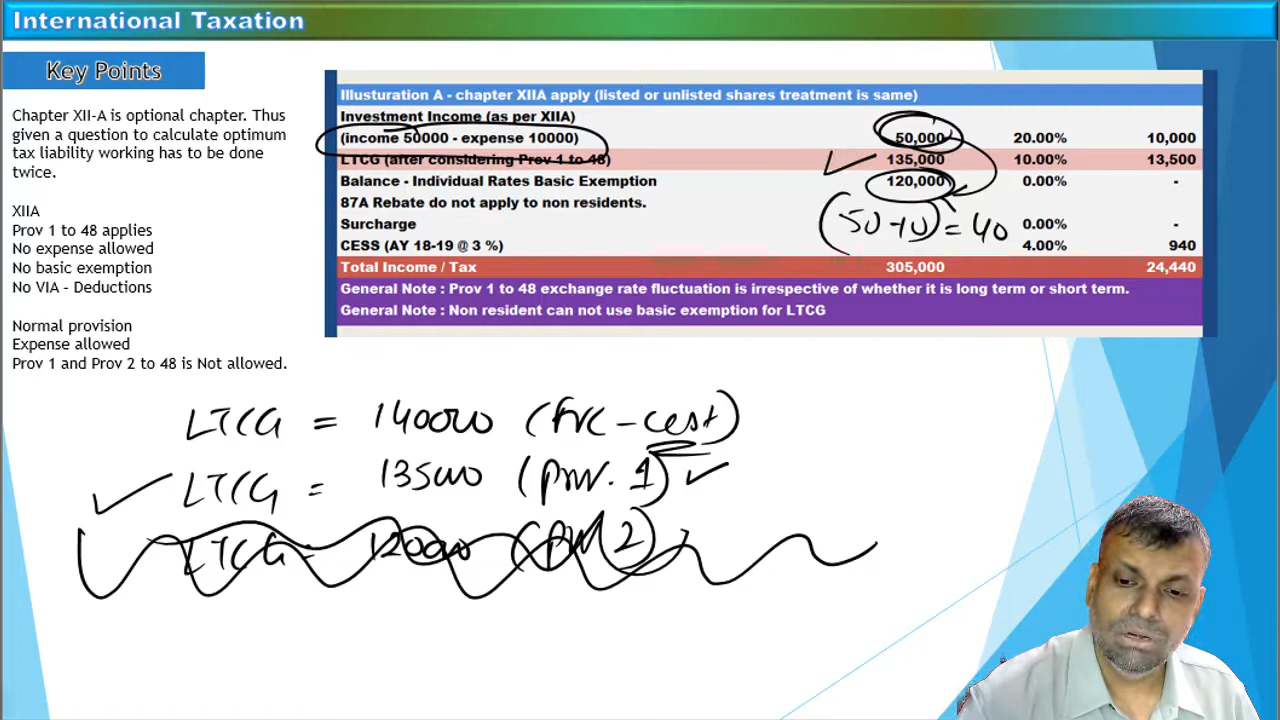 International Taxation
Key Points
Chapter XII-A is optional chapter. Thus
given a question to calculate optimum
tax liability working has to be done
twice.
XIIA
Prov 1 to 48 applies
No expense allowed
No basic exemption
No VIA - Deductions
Normal provision
Expense allowed
Prov 1 and Prov 2 to 48 is Not allowed.
Illusturation A - chapter XIIA apply (listed or unlisted shares treatment is same)
Investment Income (as per XIIA)
(income 50000 - expense 10000) 50,000 20.00% 10,000
LTCG (after considering Prov 1 to 48) 135,000 10.00% 13,500
Balance - Individual Rates Basic Exemption 120,000 0.00% -
87A Rebate do not apply to non residents.
(50-10) = 40
Surcharge 0.00% -
CESS (AY 18-19 @ 3 %) 4.00% 940
Total Income / Tax 305,000 24,440
General Note : Prov 1 to 48 exchange rate fluctuation is irrespective of whether it is long term or short term.
General Note : Non resident can not use basic exemption for LTCG
LTCG = 140000 (FVC - cost)
LTCG = 135000 (prov. 1)
LTCG = 120000 (prov 2)